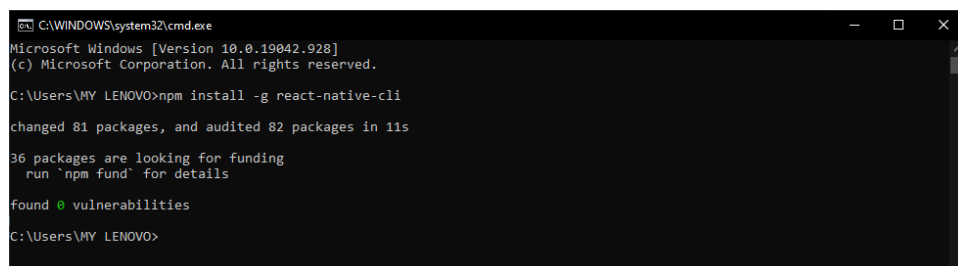 C:\WINDOWS\system32\cmd.exe
Microsoft Windows [Version 10.0.19042.928]
(c) Microsoft Corporation. All rights reserved.
C:\Users\MY LENOVO>npm install -g react-native-cli
changed 81 packages, and audited 82 packages in 11s
36 packages are looking for funding
  run `npm fund` for details
found 0 vulnerabilities
C:\Users\MY LENOVO>